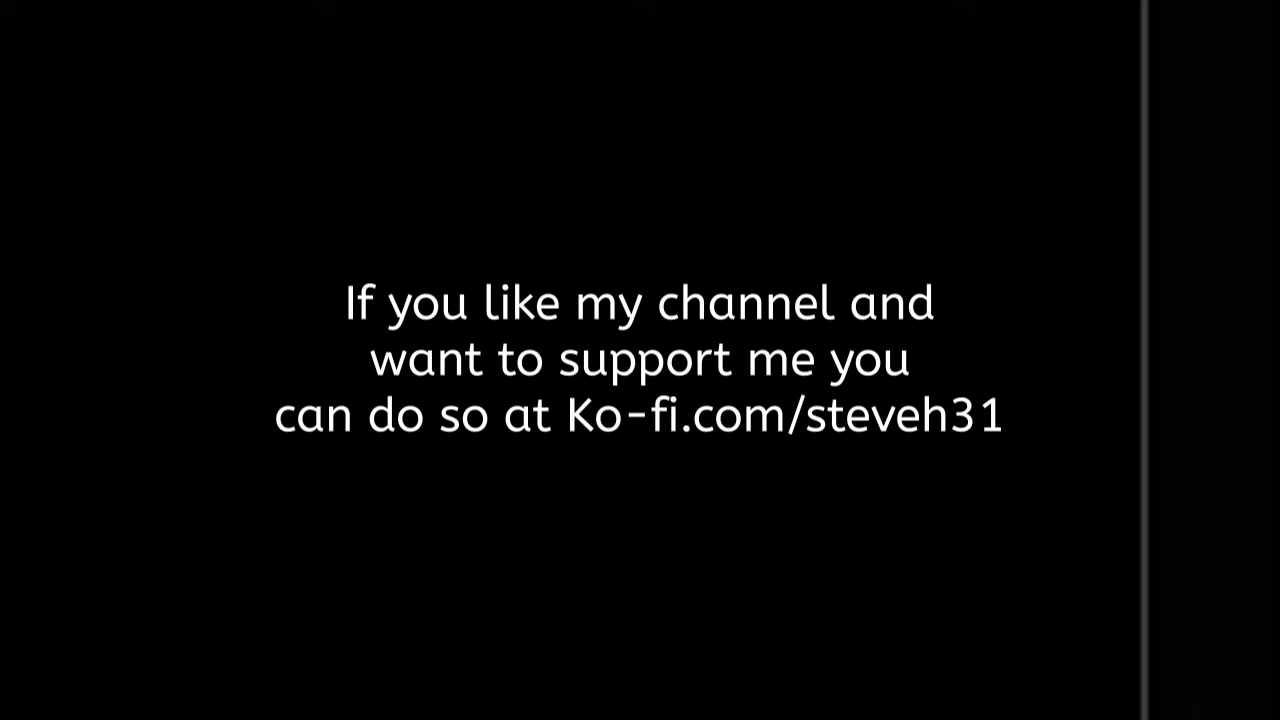 If you like my channel and
want to support me you
can do so at Ko-fi.com/steveh31